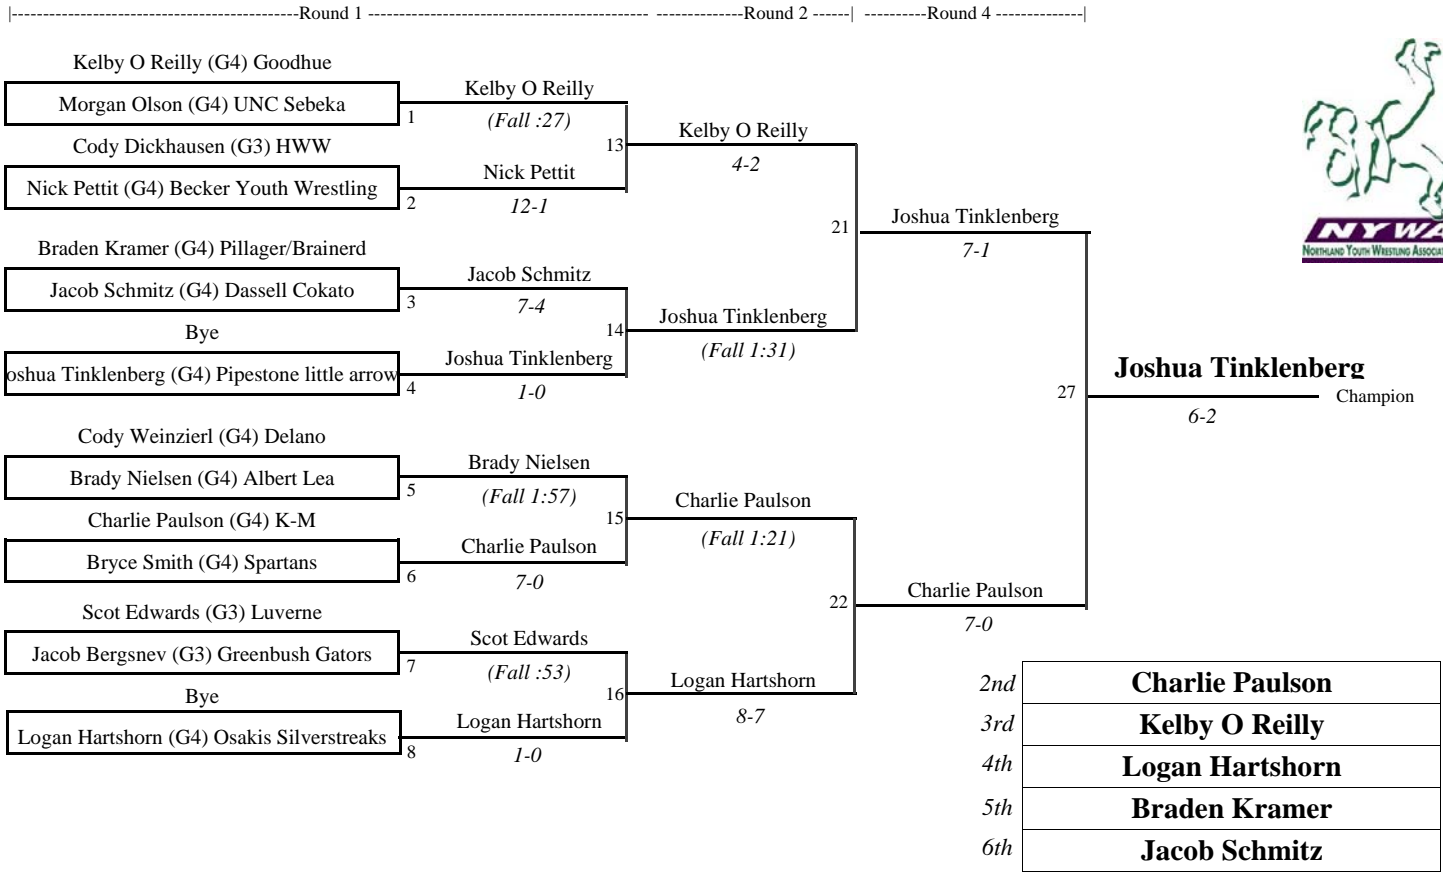 |----------------------------------------------Round 1 --------------------------------------------- --------------Round 2 ------| ----------Round 4 --------------|
Kelby O Reilly (G4) Goodhue
Morgan Olson (G4) UNC Sebeka
1
Cody Dickhausen (G3) HWW
Nick Pettit (G4) Becker Youth Wrestling
2
Braden Kramer (G4) Pillager/Brainerd
Jacob Schmitz (G4) Dassell Cokato
3
Bye
oshua Tinklenberg (G4) Pipestone little arrow
4
Cody Weinzierl (G4) Delano
Brady Nielsen (G4) Albert Lea
5
Charlie Paulson (G4) K-M
Bryce Smith (G4) Spartans
6
Scot Edwards (G3) Luverne
Jacob Bergsnev (G3) Greenbush Gators
7
Bye
Logan Hartshorn (G4) Osakis Silverstreaks
8
Kelby O Reilly
(Fall :27)
13
Nick Pettit
12-1
Jacob Schmitz
7-4
14
Joshua Tinklenberg
1-0
Brady Nielsen
(Fall 1:57)
15
Charlie Paulson
7-0
Scot Edwards
(Fall :53)
16
Logan Hartshorn
1-0
Kelby O Reilly
4-2
21
Joshua Tinklenberg
(Fall 1:31)
Charlie Paulson
(Fall 1:21)
22
Logan Hartshorn
8-7
Joshua Tinklenberg
7-1
27
Charlie Paulson
7-0
Joshua Tinklenberg
Champion
6-2
NYWA
Northland Youth Wrestling Associat
2nd Charlie Paulson
3rd Kelby O Reilly
4th Logan Hartshorn
5th Braden Kramer
6th Jacob Schmitz